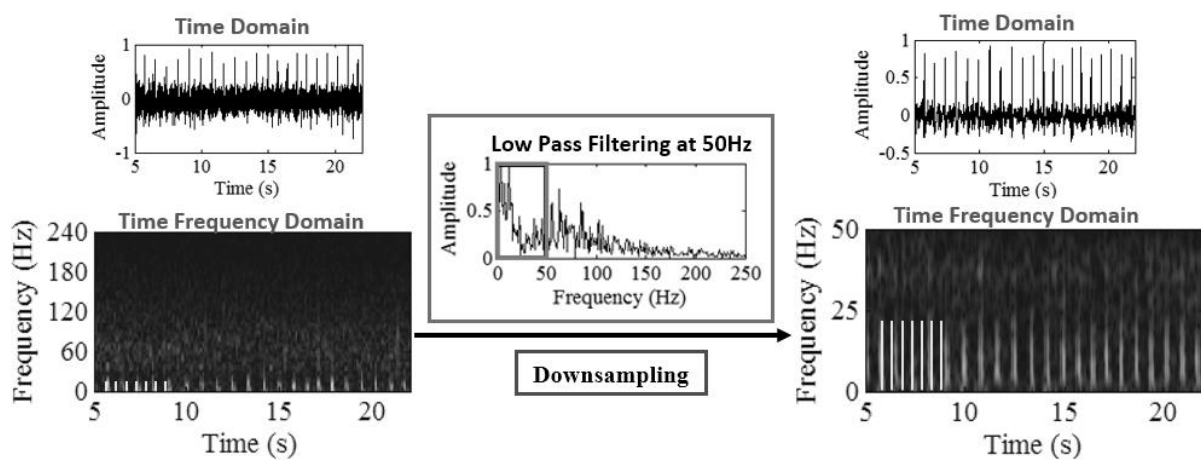 Time Domain
Amplitude
1
0
-1
5 10 15 20
Time (s)
Time Frequency Domain
Frequency (Hz)
240
180
120
60
0
5 10 15 20
Time (s)
Low Pass Filtering at 50Hz
Amplitude
1
0.5
0
0 50 100 150 200 250
Frequency (Hz)
Downsampling
Time Domain
Amplitude
1
0.5
0
-0.5
5 10 15 20
Time (s)
Time Frequency Domain
Frequency (Hz)
50
25
0
5 10 15 20
Time (s)